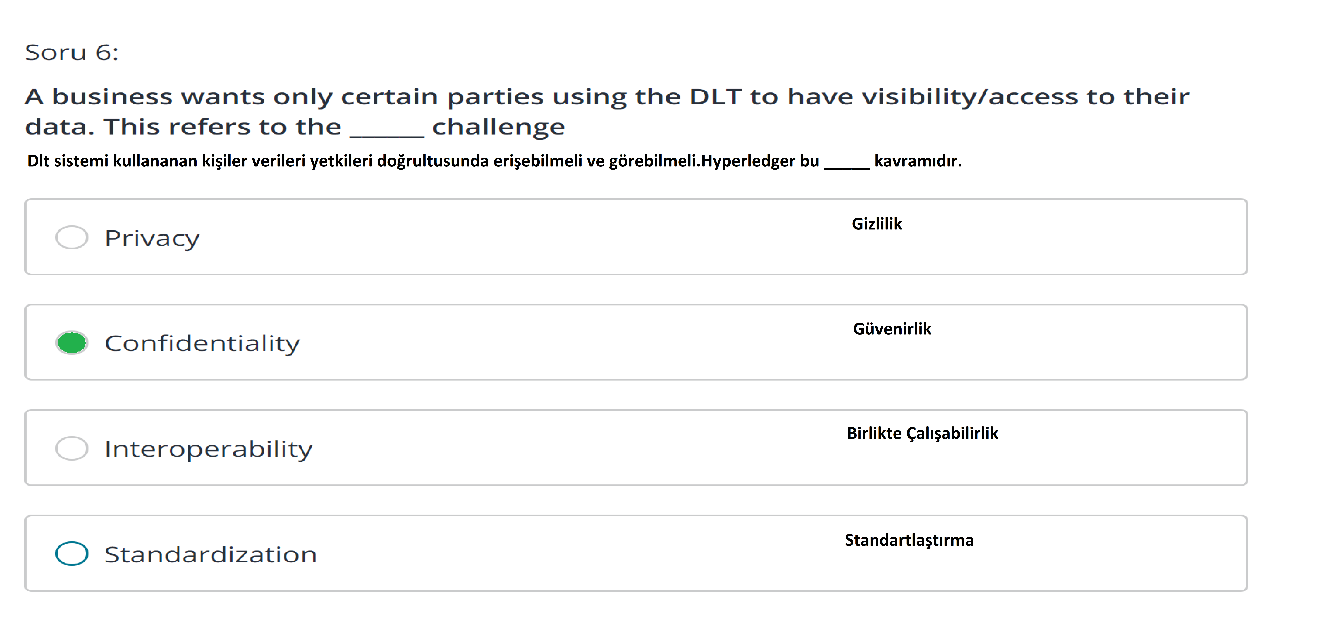 Soru 6:
A business wants only certain parties using the DLT to have visibility/access to their
data. This refers to the ______ challenge
Dlt sistemi kullananan kişiler verileri yetkileri doğrultusunda erişebilmeli ve görebilmeli.Hyperledger bu _____ kavramıdır.
Privacy
Gizlilik
Confidentiality
Güvenirlik
Interoperability
Birlikte Çalışabilirlik
Standardization
Standartlaştırma